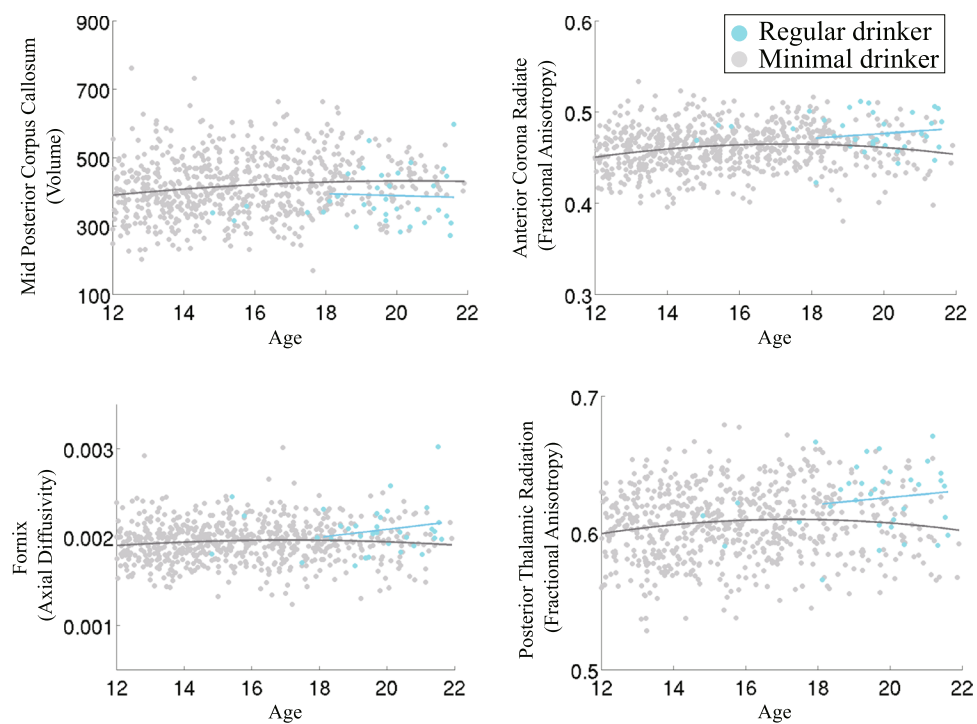 Regular drinker
Minimal drinker
Mid Posterior Corpus Callosum
(Volume)
900
700
500
300
100
12 14 16 18 20 22
Age
Anterior Corona Radiate
(Fractional Anisotropy)
0.6
0.5
0.4
0.3
12 14 16 18 20 22
Age
Fornix
(Axial Diffusivity)
0.003
0.002
0.001
12 14 16 18 20 22
Age
Posterior Thalamic Radiation
(Fractional Anisotropy)
0.7
0.6
0.5
12 14 16 18 20 22
Age